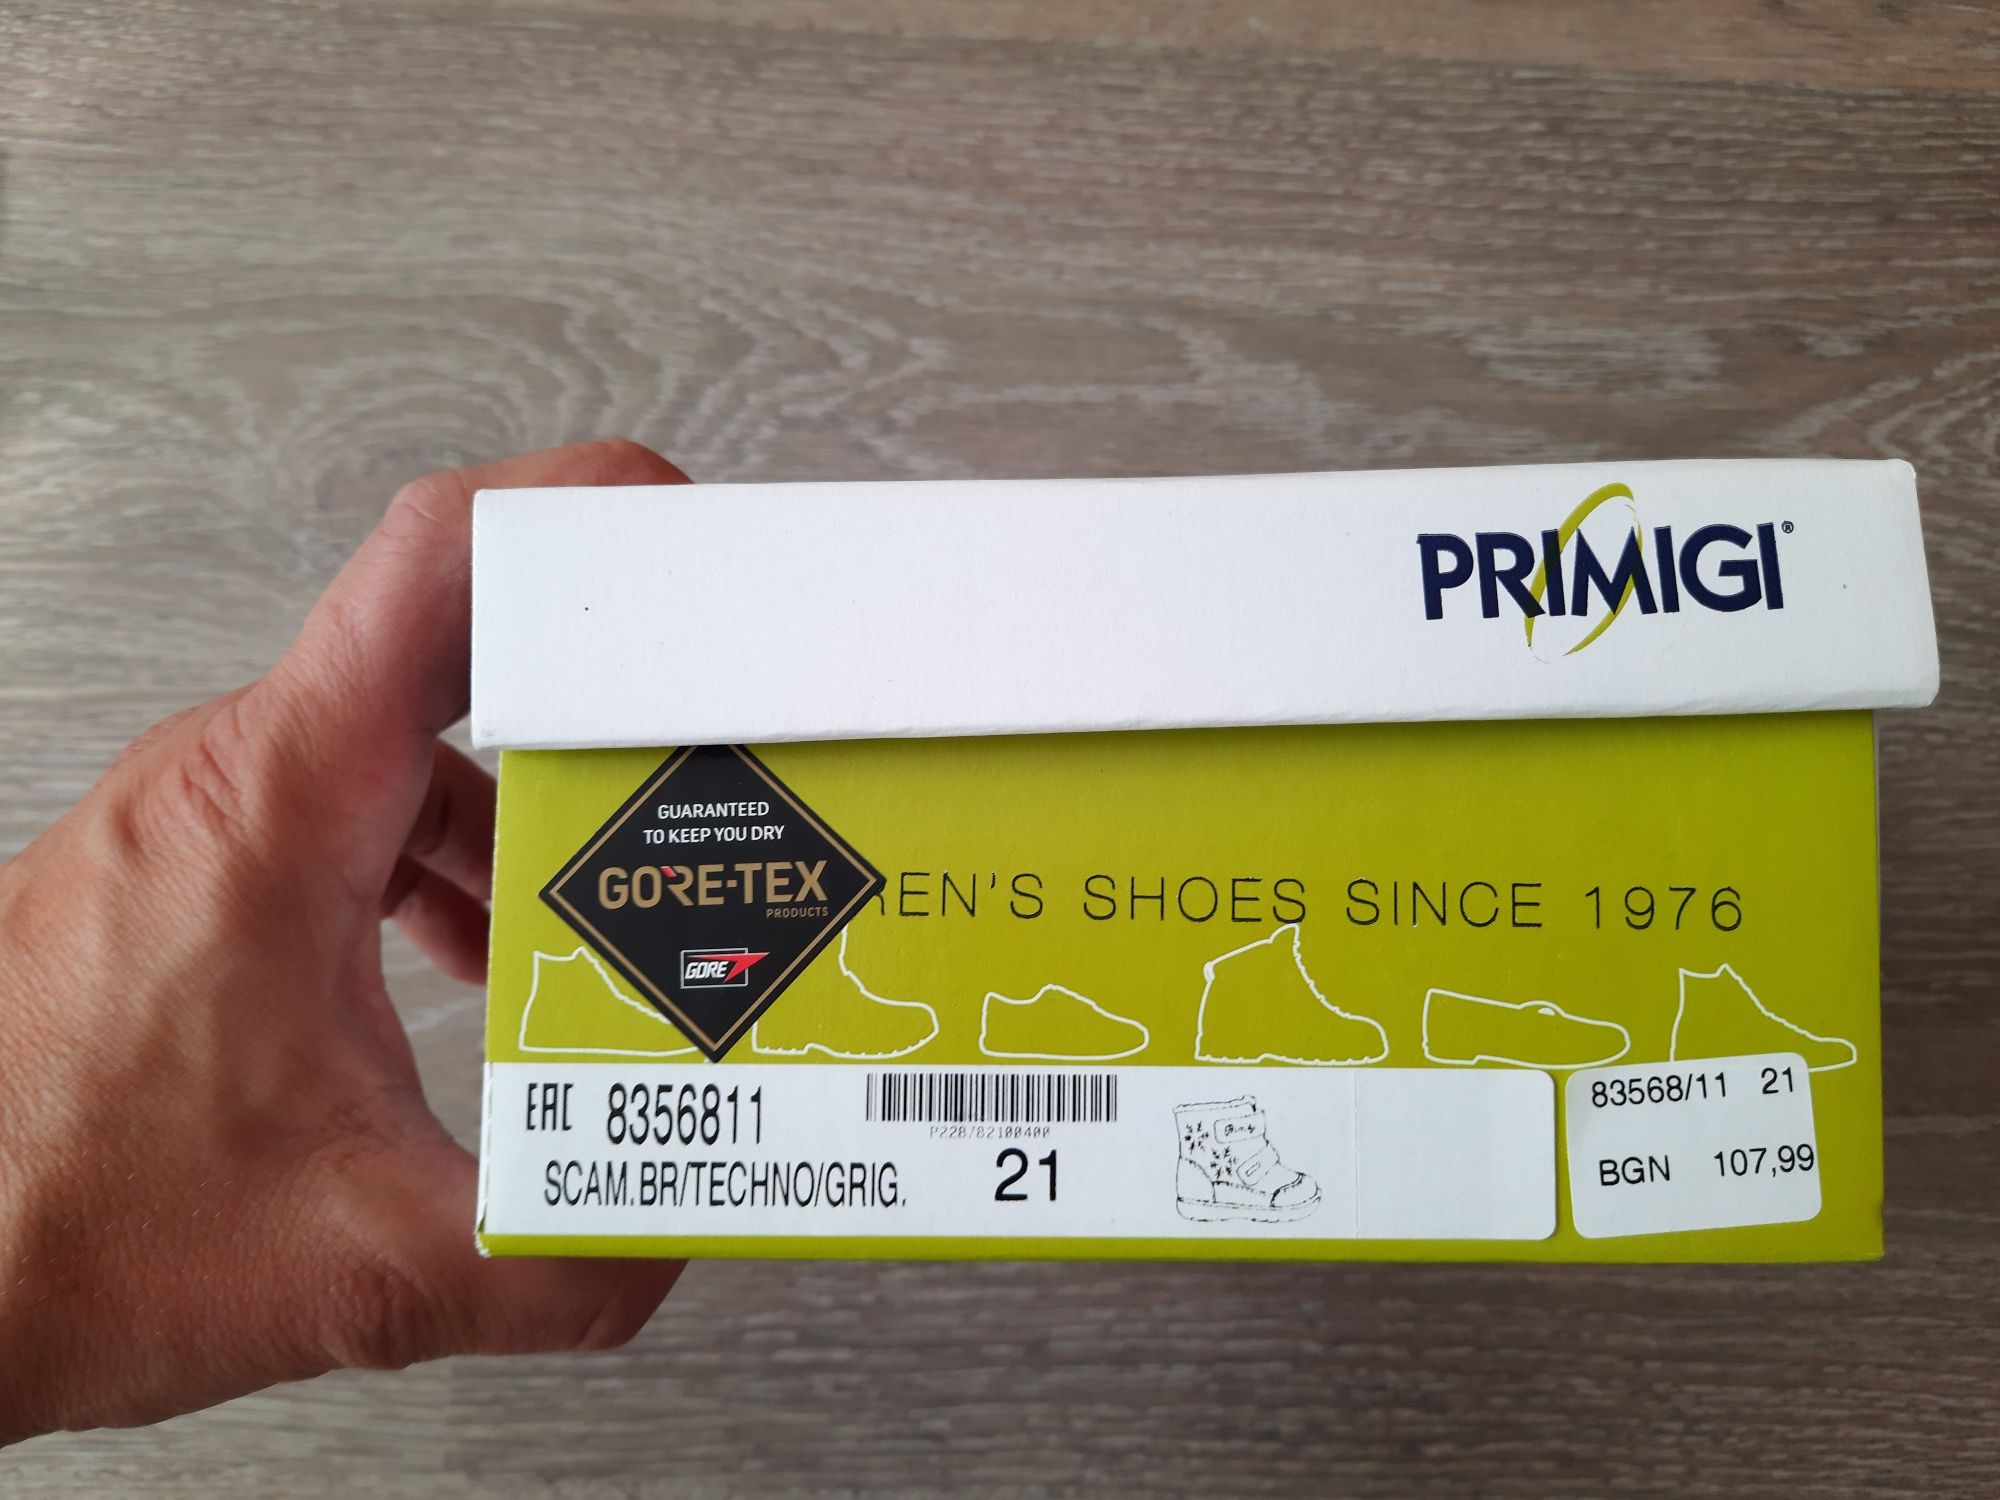 PRIMIGI®
GUARANTEED
TO KEEP YOU DRY
GORE-TEX
PRODUCTS
GORE
REN'S SHOES SINCE 1976
EAC 8356811
SCAM.BR/TECHNO/GRIG. 21
83568/11 21
BGN 107,99